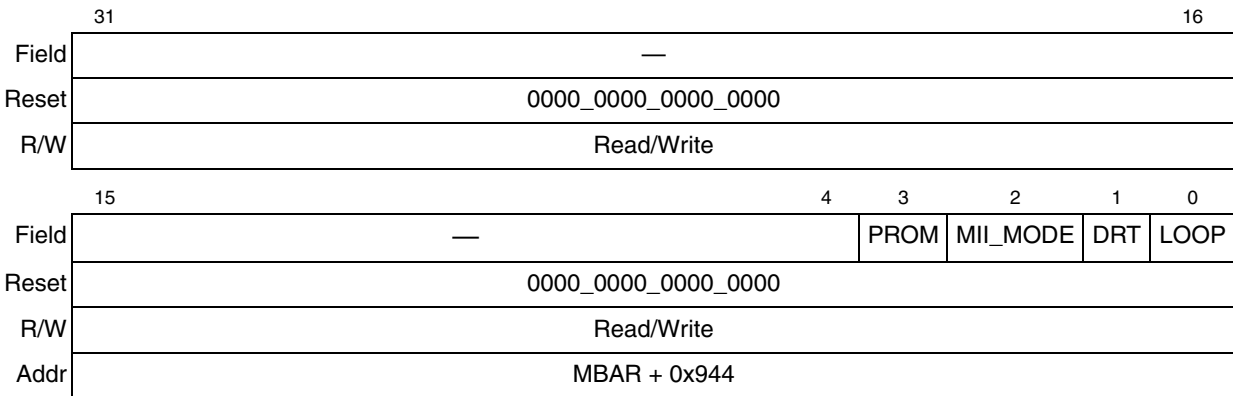 31 16
Field —
Reset 0000_0000_0000_0000
R/W Read/Write
15 4 3 2 1 0
Field — PROM MII_MODE DRT LOOP
Reset 0000_0000_0000_0000
R/W Read/Write
Addr MBAR + 0x944